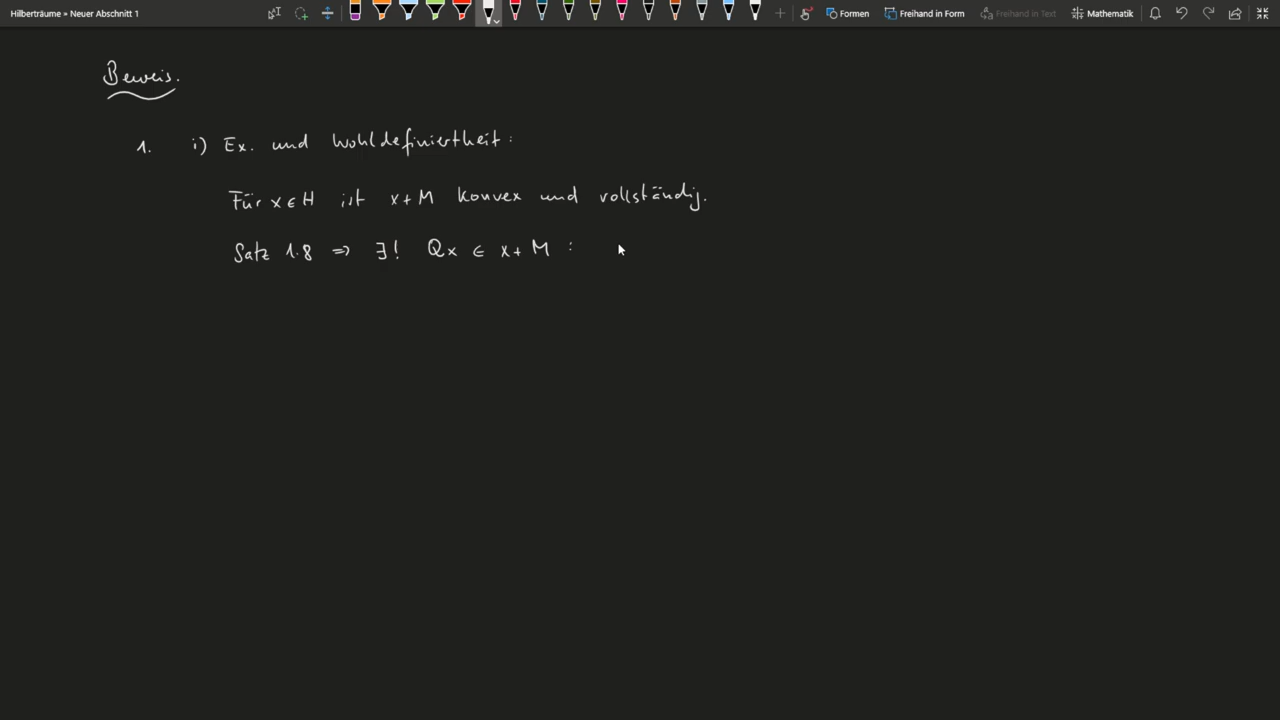 Hilberträume » Neuer Abschnitt 1
Formen
Freihand in Form
Freihand in Text
Mathematik
Beweis.
1. i) Ex. und Wohldefiniertheit:
Für x ∈ H ist x+M konvex und vollständig.
Satz 1.8 ⇒ ∃! Qx ∈ x+M :